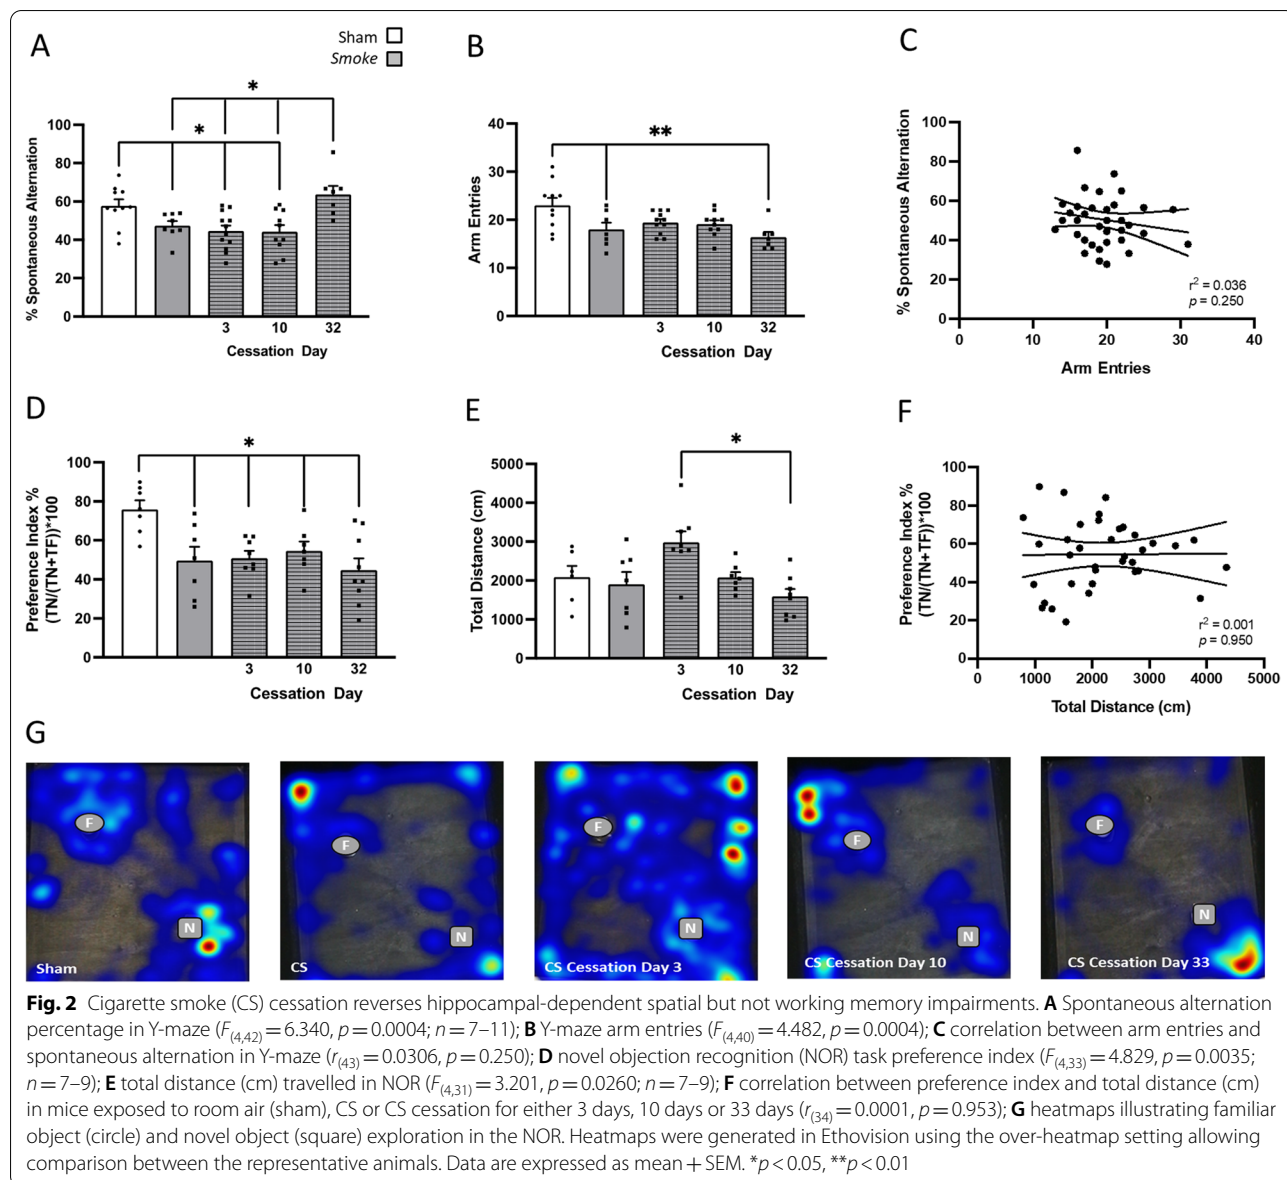 A
Sham
Smoke
*
*
% Spontaneous Alternation
100
80
60
40
20
0
3 10 32
Cessation Day
B
**
Arm Entries
40
30
20
10
0
3 10 32
Cessation Day
C
% Spontaneous Alternation
100
80
60
40
20
0
r² = 0.036
p = 0.250
0 10 20 30 40
Arm Entries
D
*
Preference Index %
(TN/(TN+TF))*100
100
80
60
40
20
0
3 10 32
Cessation Day
E
*
Total Distance (cm)
5000
4000
3000
2000
1000
0
3 10 32
Cessation Day
F
Preference Index %
(TN/(TN+TF))*100
100
80
60
40
20
0
r² = 0.001
p = 0.950
0 1000 2000 3000 4000 5000
Total Distance (cm)
G
F
N
Sham
F
N
CS
F
N
CS Cessation Day 3
F
N
CS Cessation Day 10
F
N
CS Cessation Day 33
Fig. 2 Cigarette smoke (CS) cessation reverses hippocampal-dependent spatial but not working memory impairments. A Spontaneous alternation
percentage in Y-maze (F(4,42) = 6.340, p = 0.0004; n = 7–11); B Y-maze arm entries (F(4,40) = 4.482, p = 0.0004); C correlation between arm entries and
spontaneous alternation in Y-maze (r(43) = 0.0306, p = 0.250); D novel objection recognition (NOR) task preference index (F(4,33) = 4.829, p = 0.0035;
n = 7–9); E total distance (cm) travelled in NOR (F(4,31) = 3.201, p = 0.0260; n = 7–9); F correlation between preference index and total distance (cm)
in mice exposed to room air (sham), CS or CS cessation for either 3 days, 10 days or 33 days (r(34) = 0.0001, p = 0.953); G heatmaps illustrating familiar
object (circle) and novel object (square) exploration in the NOR. Heatmaps were generated in Ethovision using the over-heatmap setting allowing
comparison between the representative animals. Data are expressed as mean + SEM. *p < 0.05, **p < 0.01